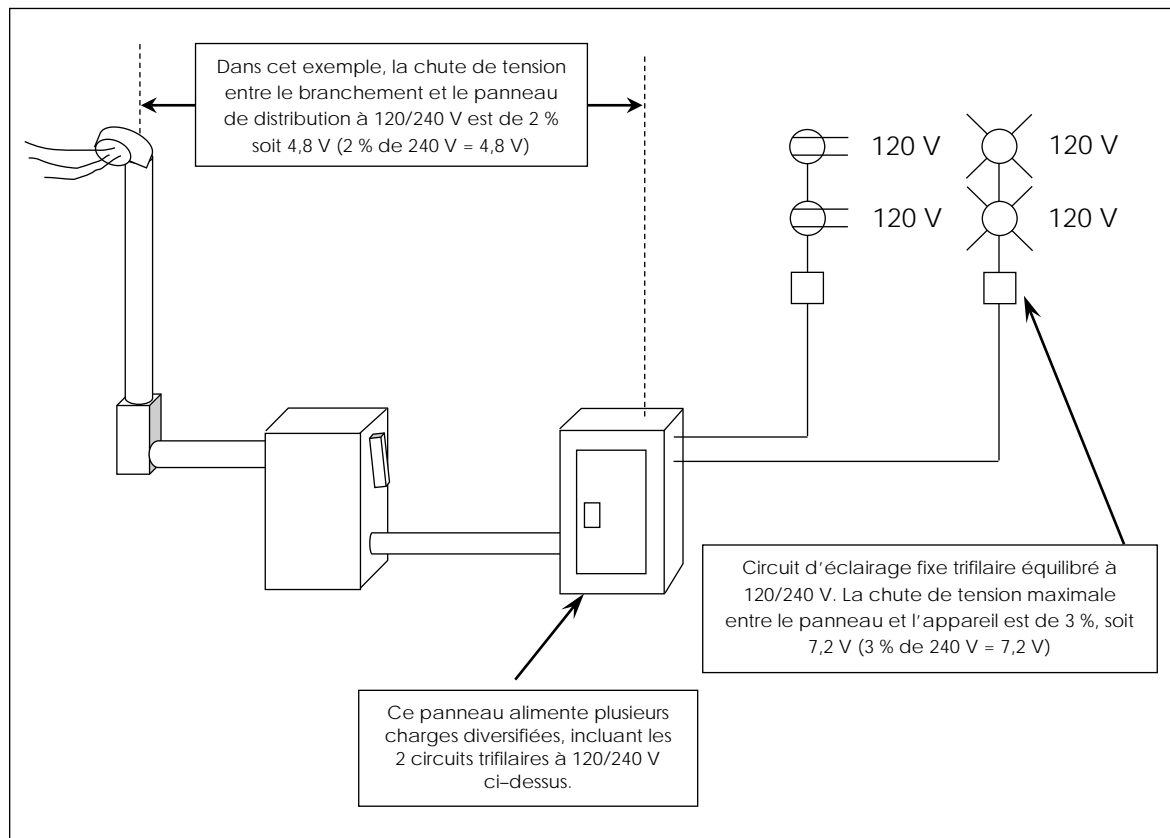 Dans cet exemple, la chute de tension
entre le branchement et le panneau
de distribution à 120/240 V est de 2 %
soit 4,8 V (2 % de 240 V = 4,8 V)
120 V
120 V
120 V
120 V
Circuit d'éclairage fixe trifilaire équilibré à
120/240 V. La chute de tension maximale
entre le panneau et l'appareil est de 3 %, soit
7,2 V (3 % de 240 V = 7,2 V)
Ce panneau alimente plusieurs
charges diversifiées, incluant les
2 circuits trifilaires à 120/240 V
ci-dessus.